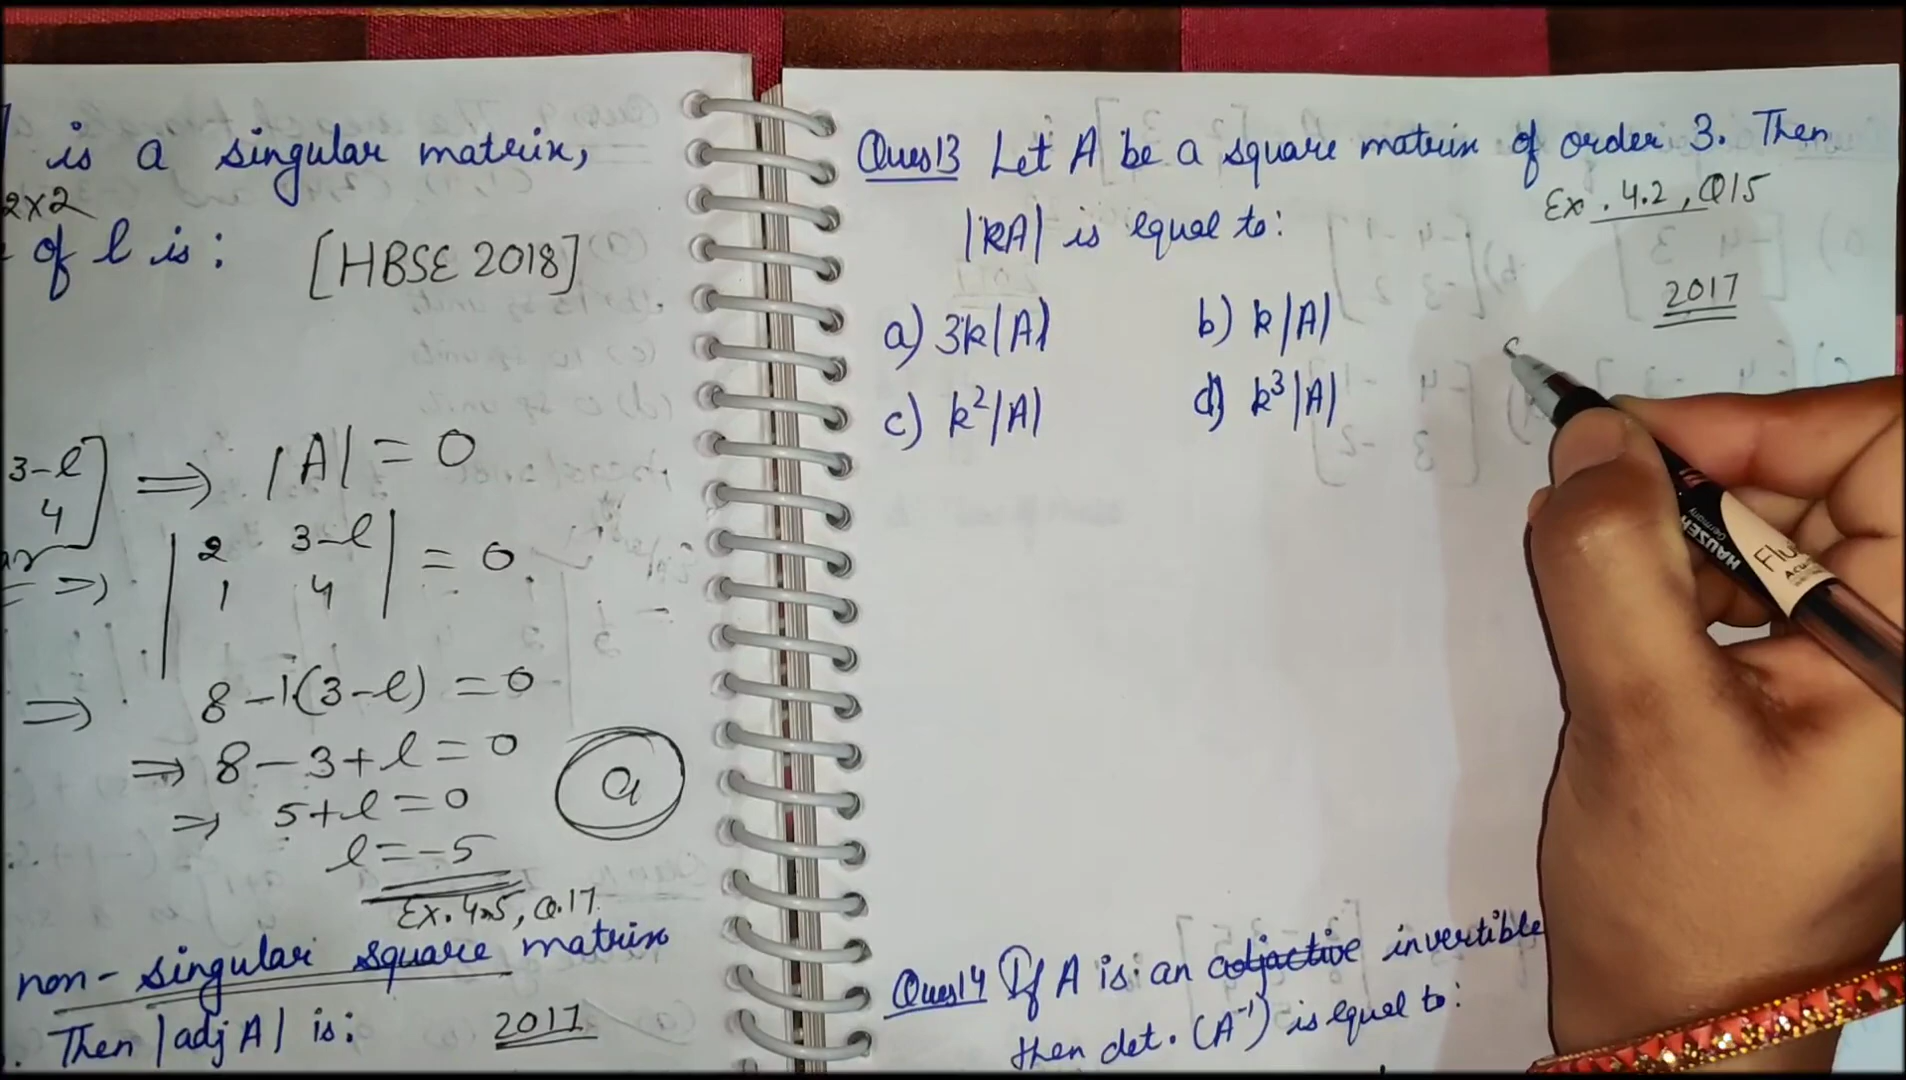 is a singular matrix,
2x2
of l is: [HBSE 2018]
3-l
4
⇒ |A| = 0
⇒ | 2 3-l | = 0.
| 1 4 |
⇒ 8 - 1(3-l) = 0
⇒ 8 - 3 + l = 0
⇒ 5 + l = 0
l = -5
a
Ex. 4.5, Q.17
non-singular square matrix
Then |adj A| is: 2017
Ques13 Let A be a square matrix of order 3. Then
Ex. 4.2, Q15
|kA| is equal to:
2017
a) 3k|A| b) k|A|
c) k²|A| d) k³|A|
Ques14 If A is an adjactive invertible
then det. (A⁻¹) is equal to:
HAUSER
Germany